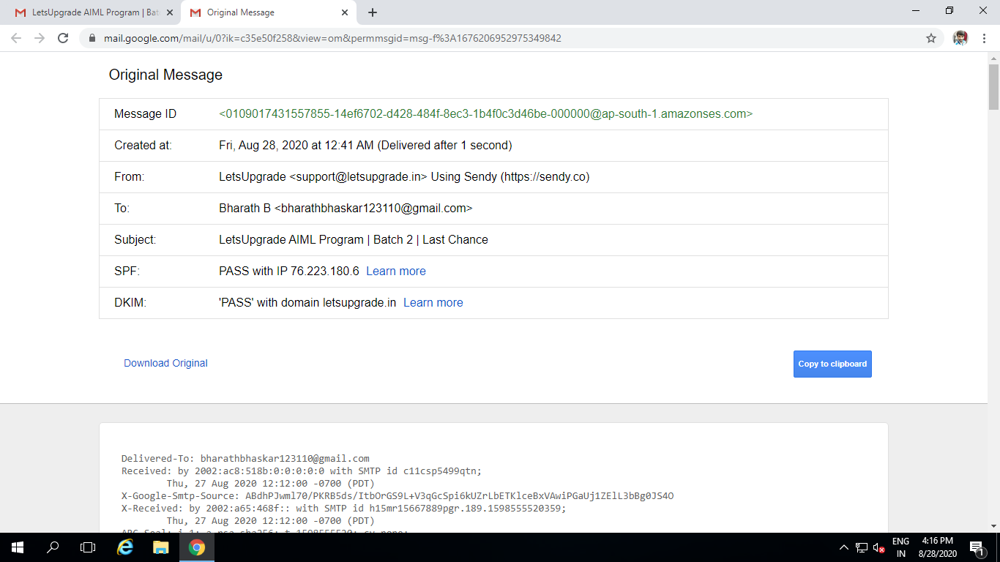 LetsUpgrade AIML Program | Bat
Original Message
mail.google.com/mail/u/0?ik=c35e50f258&view=om&permmsgid=msg-f%3A1676206952975349842
Original Message
Message ID <0109017431557855-14ef6702-d428-484f-8ec3-1b4f0c3d46be-000000@ap-south-1.amazonses.com>
Created at: Fri, Aug 28, 2020 at 12:41 AM (Delivered after 1 second)
From: LetsUpgrade <support@letsupgrade.in> Using Sendy (https://sendy.co)
To: Bharath B <bharathbhaskar123110@gmail.com>
Subject: LetsUpgrade AIML Program | Batch 2 | Last Chance
SPF: PASS with IP 76.223.180.6 Learn more
DKIM: 'PASS' with domain letsupgrade.in Learn more
Download Original
Copy to clipboard
Delivered-To: bharathbhaskar123110@gmail.com
Received: by 2002:ac8:518b:0:0:0:0:0 with SMTP id c11csp5499qtn;
Thu, 27 Aug 2020 12:12:00 -0700 (PDT)
X-Google-Smtp-Source: ABdhPJwml70/PKRB5ds/ItbOrGS9L+V3qGcSpi6kUZrLbETKlceBxVAwiPGaUj1ZElL3bBg0JS4O
X-Received: by 2002:a65:468f:: with SMTP id h15mr15667889pgr.189.1598555520359;
Thu, 27 Aug 2020 12:12:00 -0700 (PDT)
ENG
IN
4:16 PM
8/28/2020
1